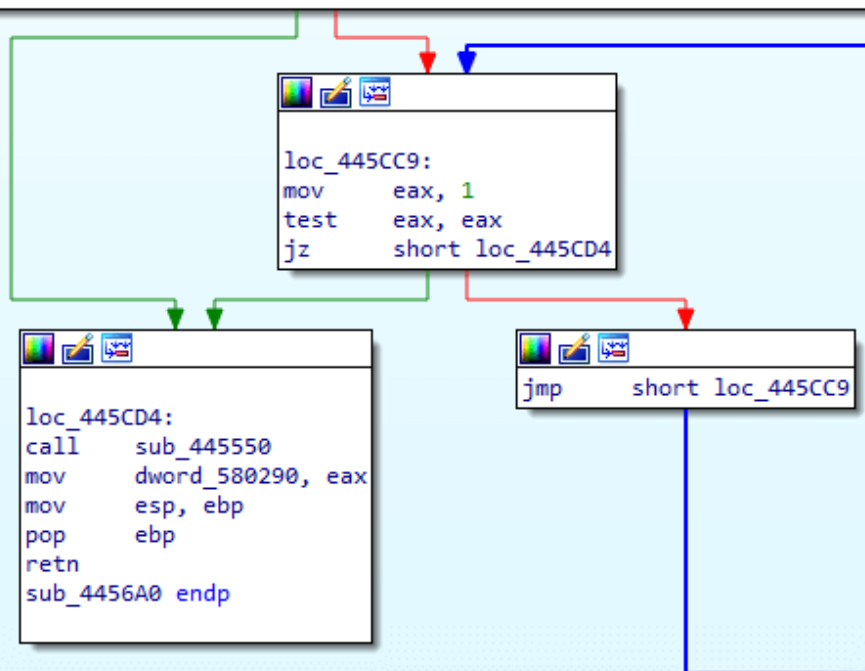 loc_445CC9:
mov eax, 1
test eax, eax
jz short loc_445CD4
loc_445CD4:
call sub_445550
mov dword_580290, eax
mov esp, ebp
pop ebp
retn
sub_4456A0 endp
jmp short loc_445CC9